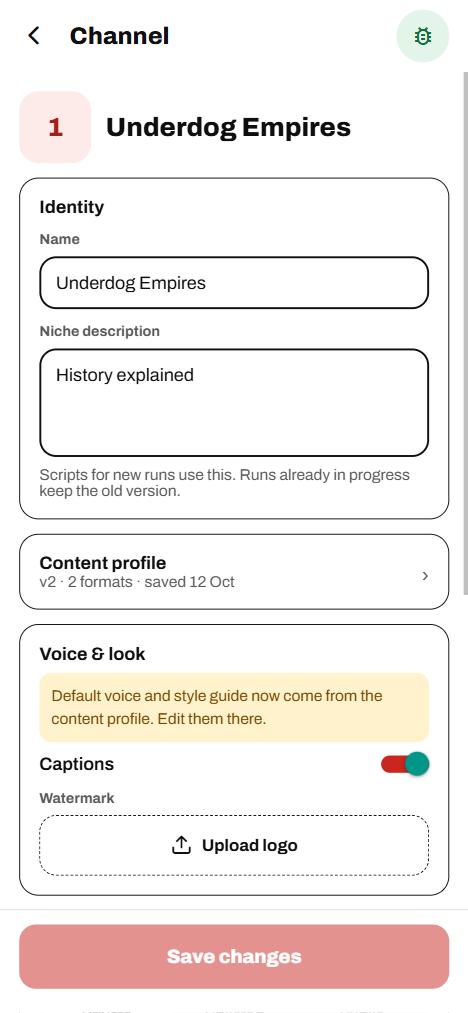 Channel
1
Underdog Empires
Identity
Name
Underdog Empires
Niche description
History explained
Scripts for new runs use this. Runs already in progress
keep the old version.
Content profile
v2 · 2 formats · saved 12 Oct
›
Voice & look
Default voice and style guide now come from the
content profile. Edit them there.
Captions
Watermark
Upload logo
Save changes